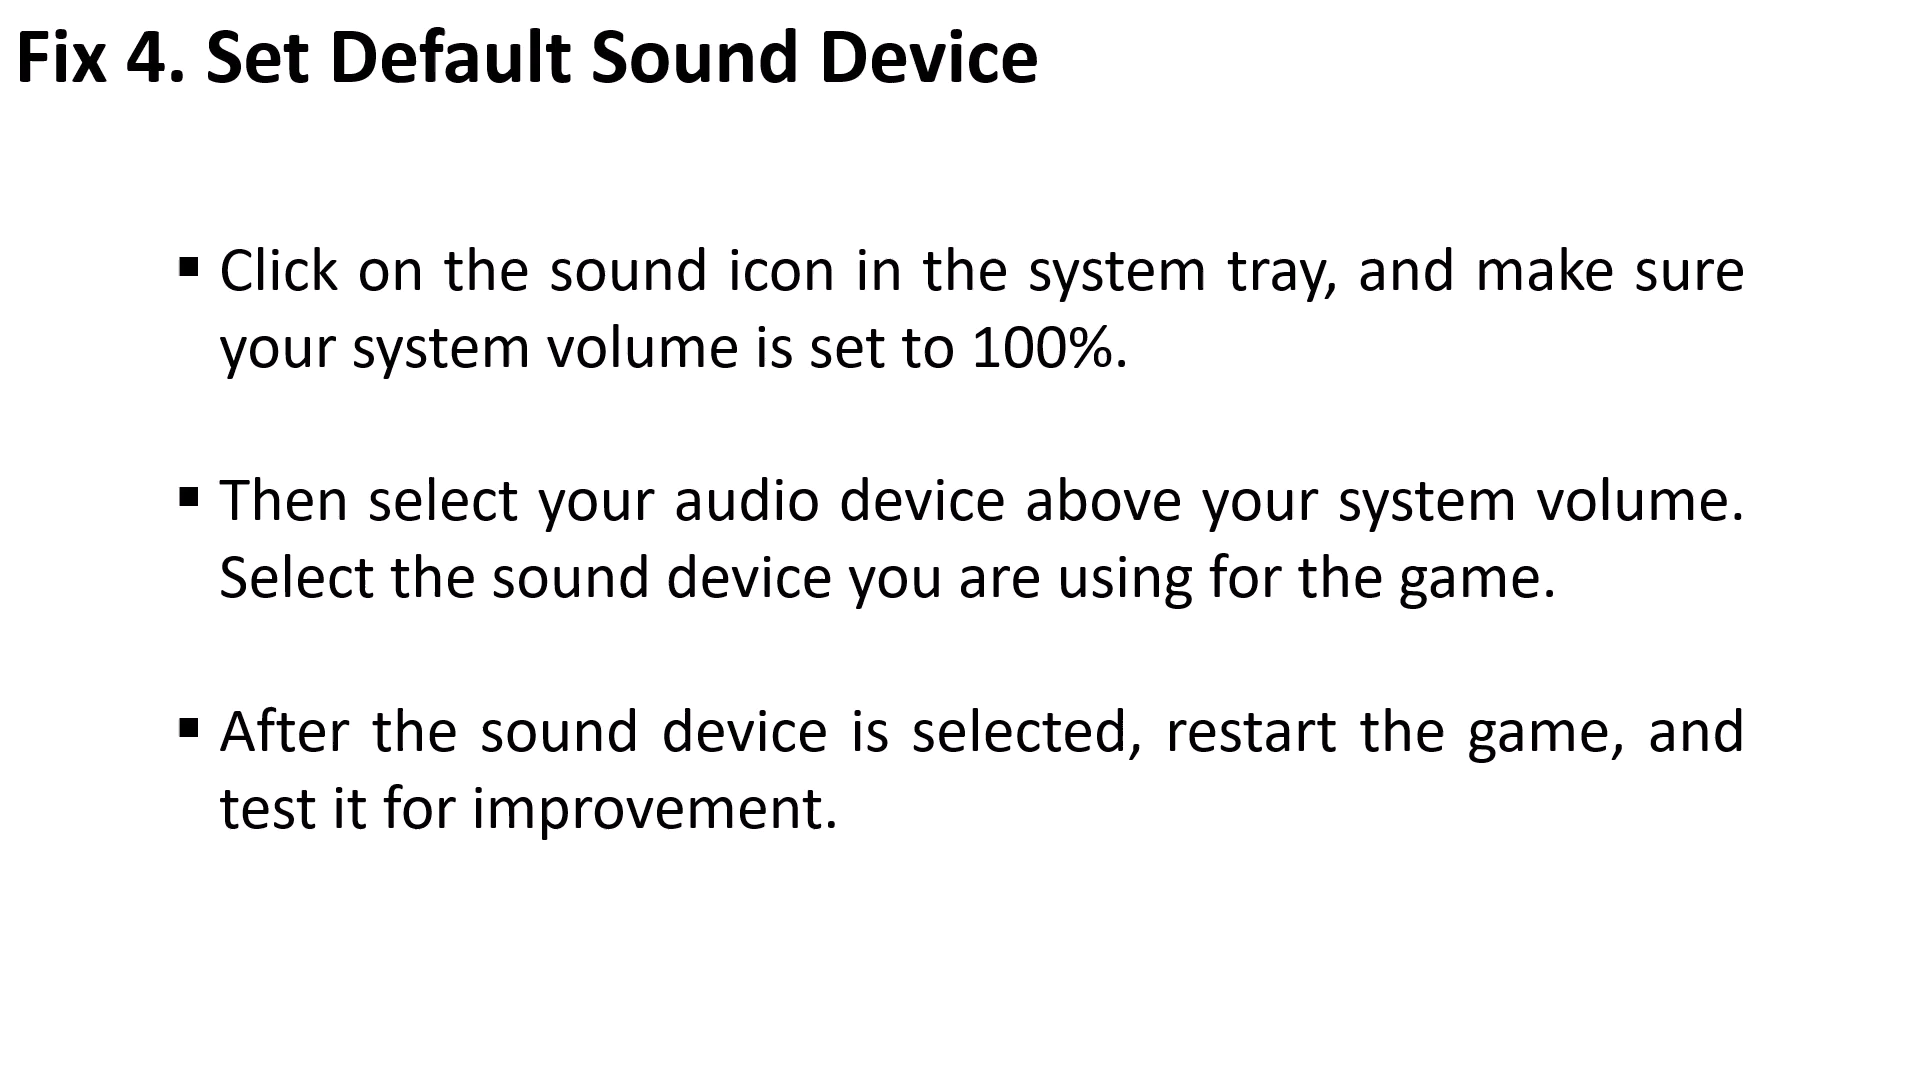 Fix 4. Set Default Sound Device
▪ Click on the sound icon in the system tray, and make sure
your system volume is set to 100%.
▪ Then select your audio device above your system volume.
Select the sound device you are using for the game.
▪ After the sound device is selected, restart the game, and
test it for improvement.